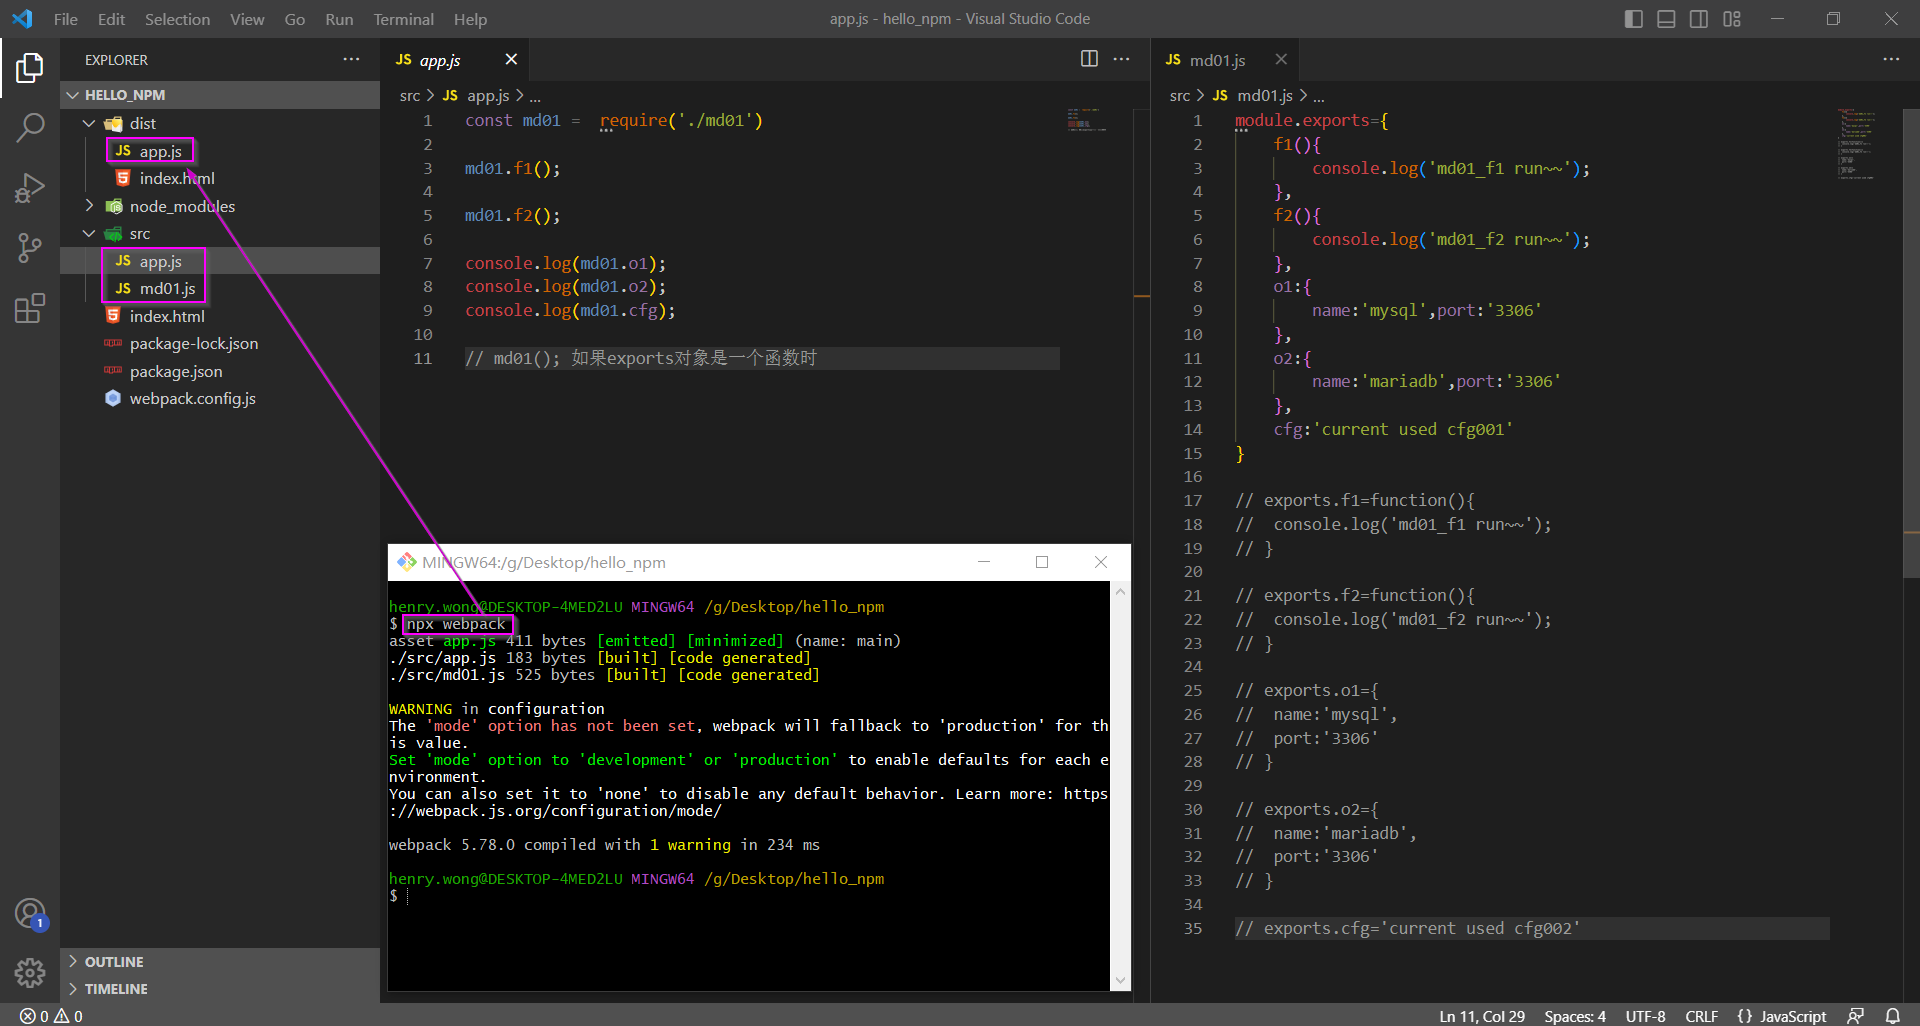 File Edit Selection View Go Run Terminal Help
app.js - hello_npm - Visual Studio Code
EXPLORER
HELLO_NPM
dist
JS app.js
index.html
node_modules
src
JS app.js
JS md01.js
index.html
package-lock.json
package.json
webpack.config.js
OUTLINE
TIMELINE
1
JS app.js
src > JS app.js > ...
1 const md01 =  require('./md01')
2
3 md01.f1();
4
5 md01.f2();
6
7 console.log(md01.o1);
8 console.log(md01.o2);
9 console.log(md01.cfg);
10
11 // md01(); 如果exports对象是一个函数时
MINGW64:/g/Desktop/hello_npm
henry.wong@DESKTOP-4MED2LU MINGW64 /g/Desktop/hello_npm
$ npx webpack
asset app.js 411 bytes [emitted] [minimized] (name: main)
./src/app.js 183 bytes [built] [code generated]
./src/md01.js 525 bytes [built] [code generated]
WARNING in configuration
The 'mode' option has not been set, webpack will fallback to 'production' for th
is value.
Set 'mode' option to 'development' or 'production' to enable defaults for each e
nvironment.
You can also set it to 'none' to disable any default behavior. Learn more: https
://webpack.js.org/configuration/mode/
webpack 5.78.0 compiled with 1 warning in 234 ms
henry.wong@DESKTOP-4MED2LU MINGW64 /g/Desktop/hello_npm
$
JS md01.js
src > JS md01.js > ...
1 module.exports={
2     f1(){
3         console.log('md01_f1 run~~');
4     },
5     f2(){
6         console.log('md01_f2 run~~');
7     },
8     o1:{
9         name:'mysql',port:'3306'
10     },
11     o2:{
12         name:'mariadb',port:'3306'
13     },
14     cfg:'current used cfg001'
15 }
16
17 // exports.f1=function(){
18 //  console.log('md01_f1 run~~');
19 // }
20
21 // exports.f2=function(){
22 //  console.log('md01_f2 run~~');
23 // }
24
25 // exports.o1={
26 //  name:'mysql',
27 //  port:'3306'
28 // }
29
30 // exports.o2={
31 //  name:'mariadb',
32 //  port:'3306'
33 // }
34
35 // exports.cfg='current used cfg002'
0 0
Ln 11, Col 29 Spaces: 4 UTF-8 CRLF {} JavaScript